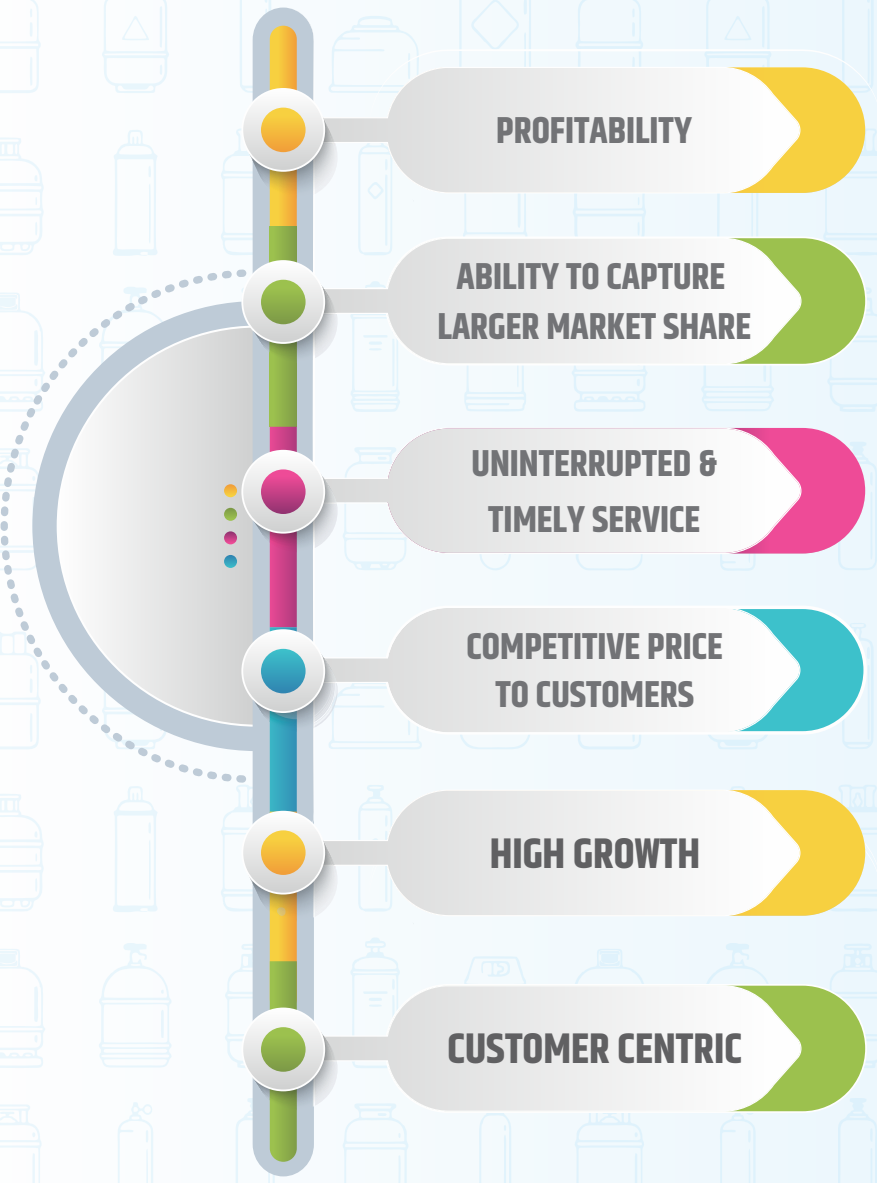 PROFITABILITY
ABILITY TO CAPTURE
LARGER MARKET SHARE
UNINTERRUPTED &
TIMELY SERVICE
COMPETITIVE PRICE
TO CUSTOMERS
HIGH GROWTH
CUSTOMER CENTRIC